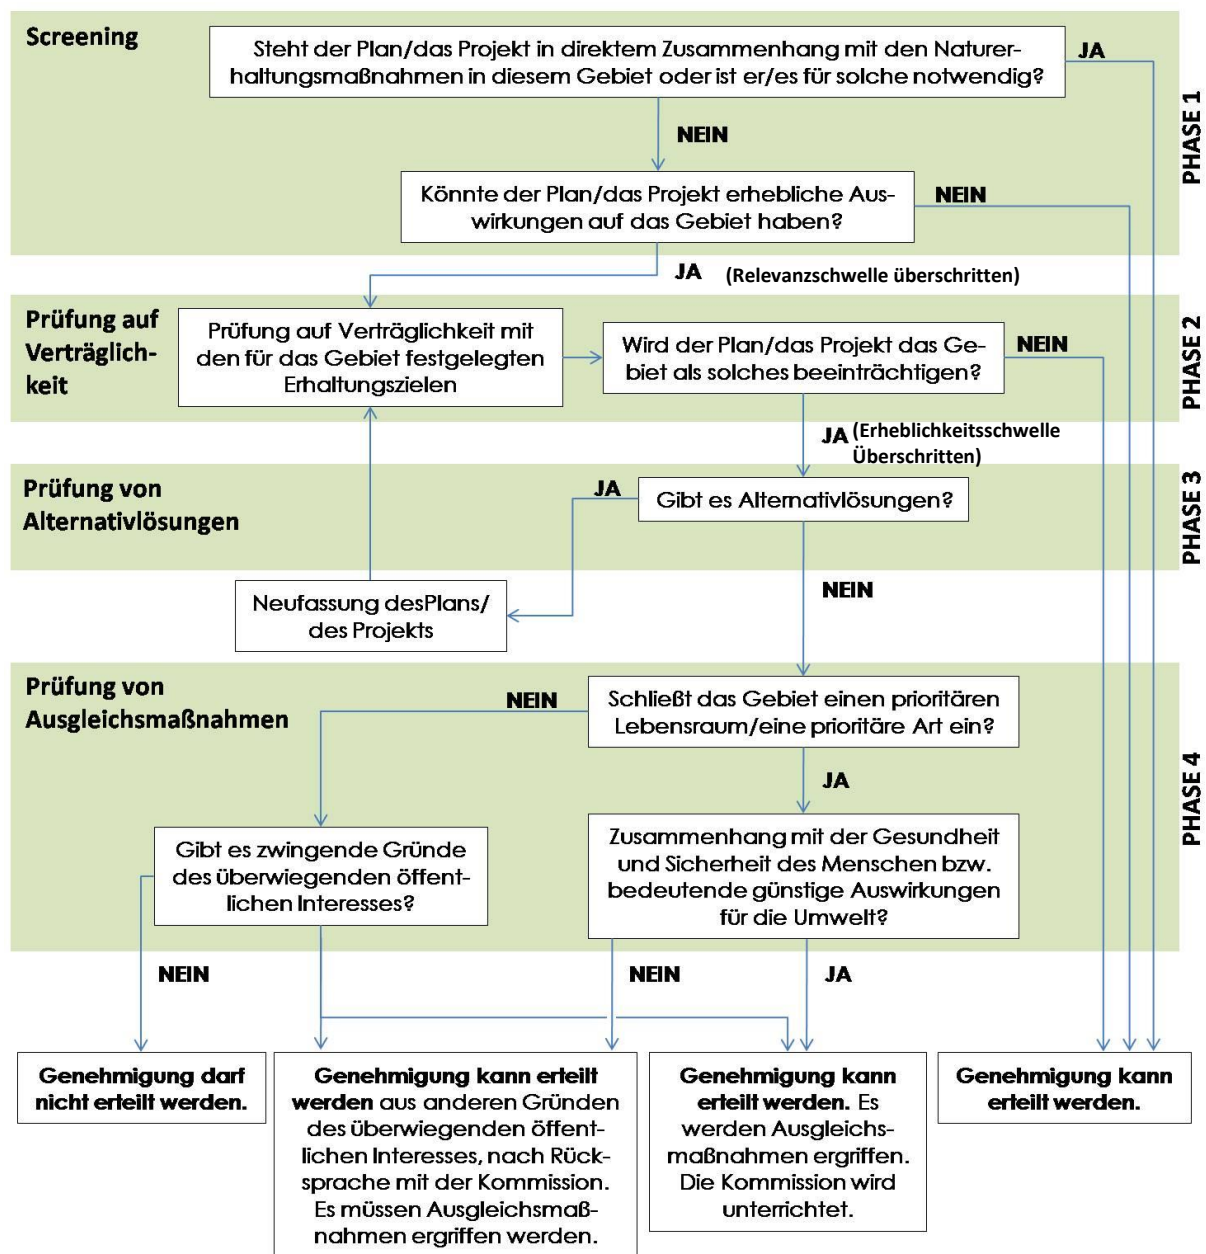 Screening
Steht der Plan/das Projekt in direktem Zusammenhang mit den Naturer-
haltungsmaßnahmen in diesem Gebiet oder ist er/es für solche notwendig?
JA
PHASE 1
NEIN
Könnte der Plan/das Projekt erhebliche Aus-
wirkungen auf das Gebiet haben?
NEIN
JA (Relevanzschwelle überschritten)
Prüfung auf
Verträglich-
keit
Prüfung auf Verträglichkeit mit
den für das Gebiet festgelegten
Erhaltungszielen
Wird der Plan/das Projekt das Ge-
biet als solches beeinträchtigen?
NEIN
PHASE 2
JA (Erheblichkeitsschwelle
Überschritten)
Prüfung von
Alternativlösungen
JA
Gibt es Alternativlösungen?
PHASE 3
NEIN
Neufassung desPlans/
des Projekts
Prüfung von
Ausgleichsmaßnahmen
NEIN
Schließt das Gebiet einen prioritären
Lebensraum/eine prioritäre Art ein?
JA
PHASE 4
Gibt es zwingende Gründe
des überwiegenden öffent-
lichen Interesses?
Zusammenhang mit der Gesundheit
und Sicherheit des Menschen bzw.
bedeutende günstige Auswirkungen
für die Umwelt?
NEIN
NEIN
JA
Genehmigung darf
nicht erteilt werden.
Genehmigung kann erteilt
werden aus anderen Gründen
des überwiegenden öffent-
lichen Interesses, nach Rück-
sprache mit der Kommission.
Es müssen Ausgleichsmaß-
nahmen ergriffen werden.
Genehmigung kann
erteilt werden. Es
werden Ausgleichs-
maßnahmen ergriffen.
Die Kommission wird
unterrichtet.
Genehmigung kann
erteilt werden.